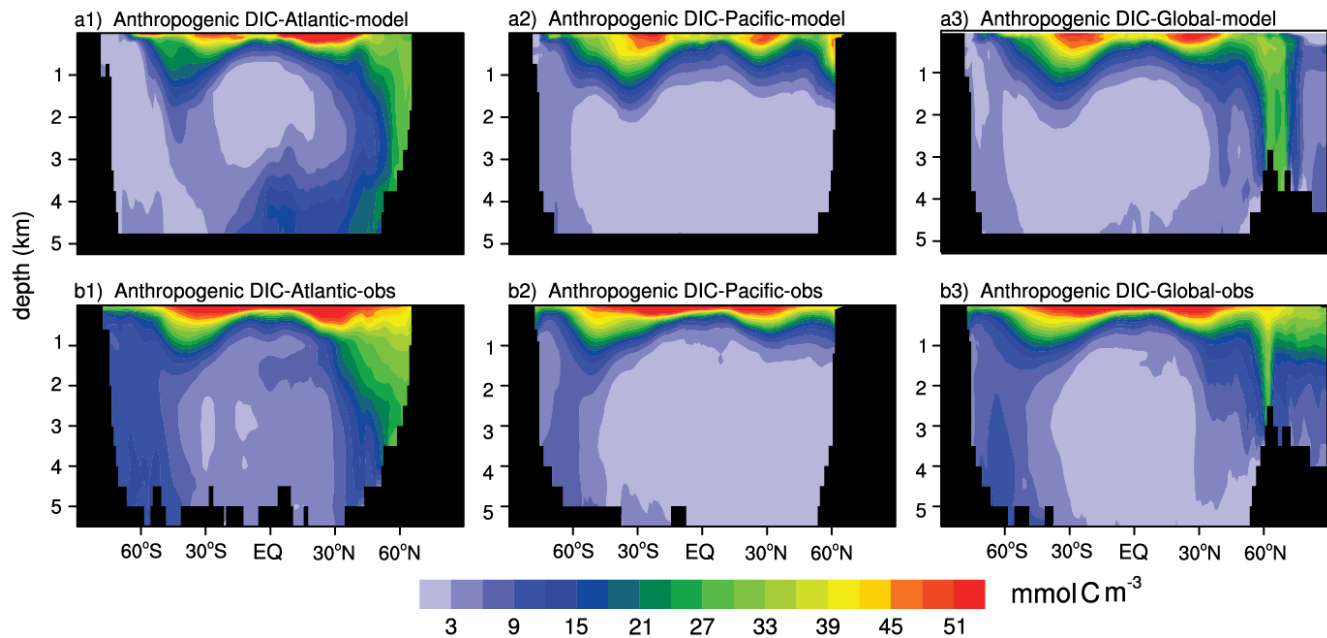 a1) Anthropogenic DIC-Atlantic-model
a2) Anthropogenic DIC-Pacific-model
a3) Anthropogenic DIC-Global-model
1
2
3
4
5
1
2
3
4
5
1
2
3
4
5
depth (km)
b1) Anthropogenic DIC-Atlantic-obs
b2) Anthropogenic DIC-Pacific-obs
b3) Anthropogenic DIC-Global-obs
1
2
3
4
5
1
2
3
4
5
1
2
3
4
5
60°S 30°S EQ 30°N 60°N
60°S 30°S EQ 30°N 60°N
60°S 30°S EQ 30°N 60°N
mmol C m⁻³
3 9 15 21 27 33 39 45 51